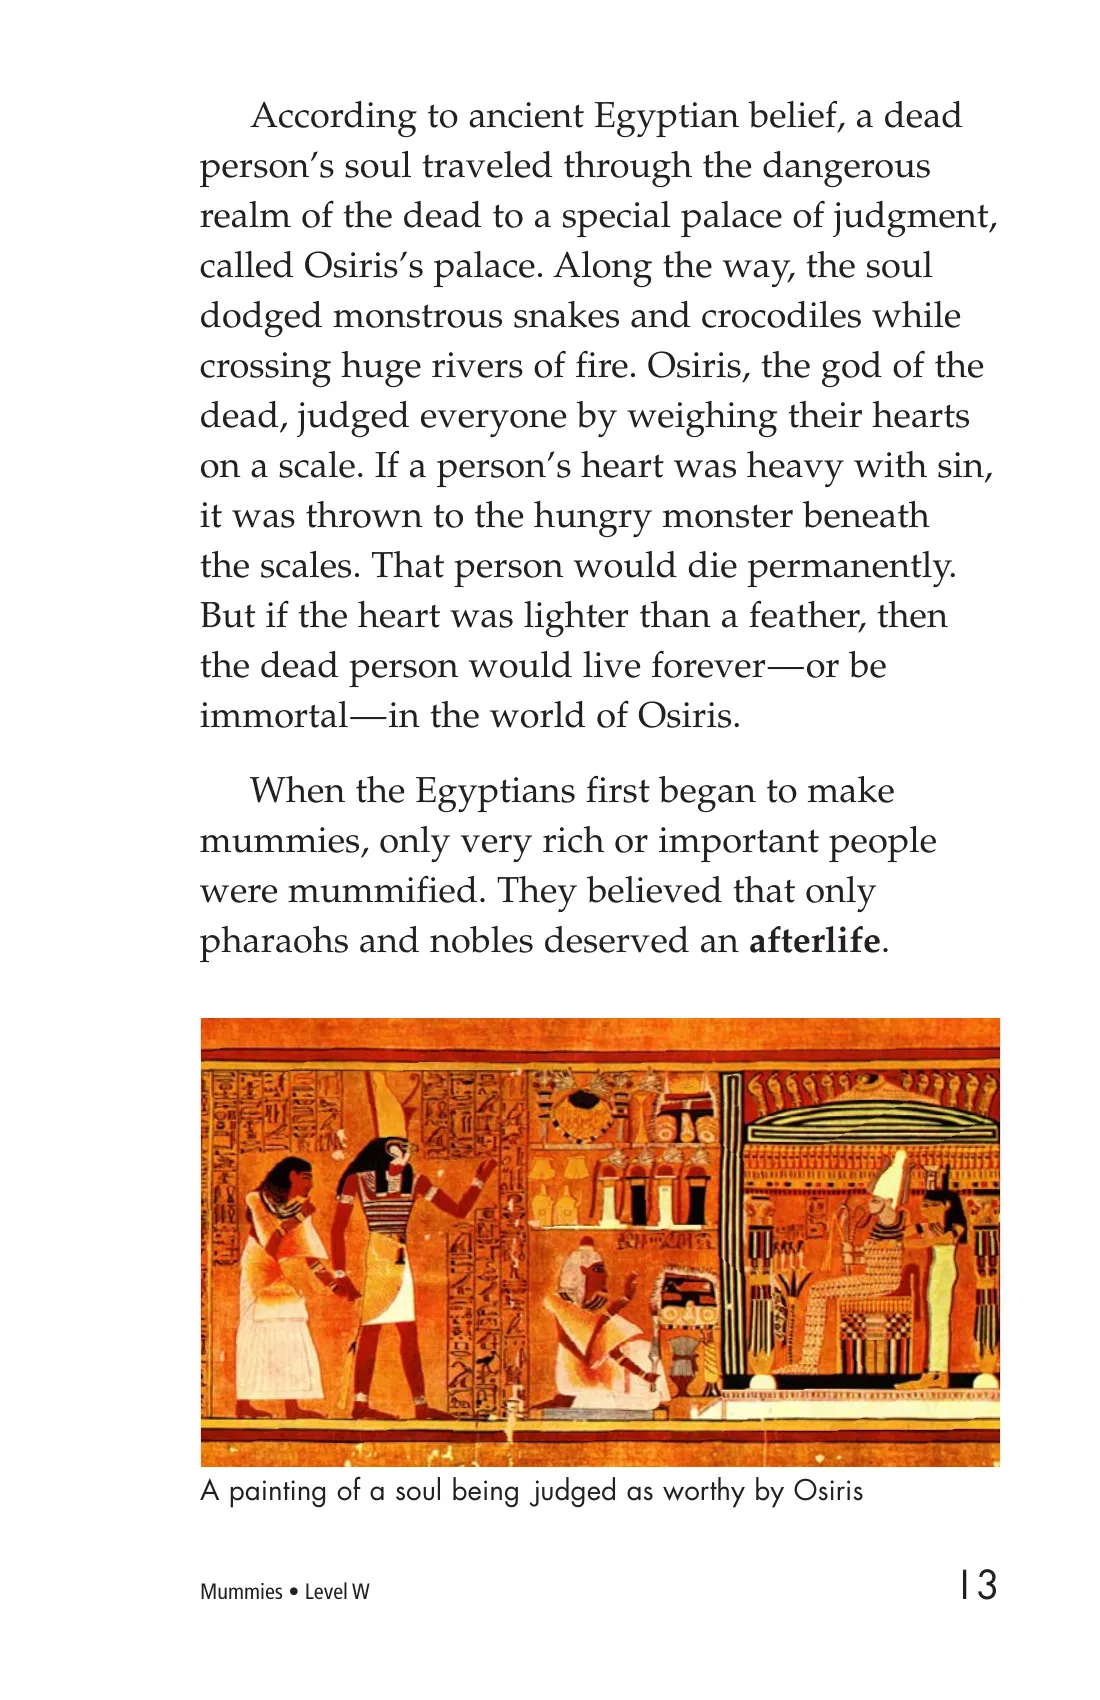 According to ancient Egyptian belief, a dead
person’s soul traveled through the dangerous
realm of the dead to a special palace of judgment,
called Osiris’s palace. Along the way, the soul
dodged monstrous snakes and crocodiles while
crossing huge rivers of fire. Osiris, the god of the
dead, judged everyone by weighing their hearts
on a scale. If a person’s heart was heavy with sin,
it was thrown to the hungry monster beneath
the scales. That person would die permanently.
But if the heart was lighter than a feather, then
the dead person would live forever—or be
immortal—in the world of Osiris.
When the Egyptians first began to make
mummies, only very rich or important people
were mummified. They believed that only
pharaohs and nobles deserved an afterlife.
A painting of a soul being judged as worthy by Osiris
Mummies • Level W
13